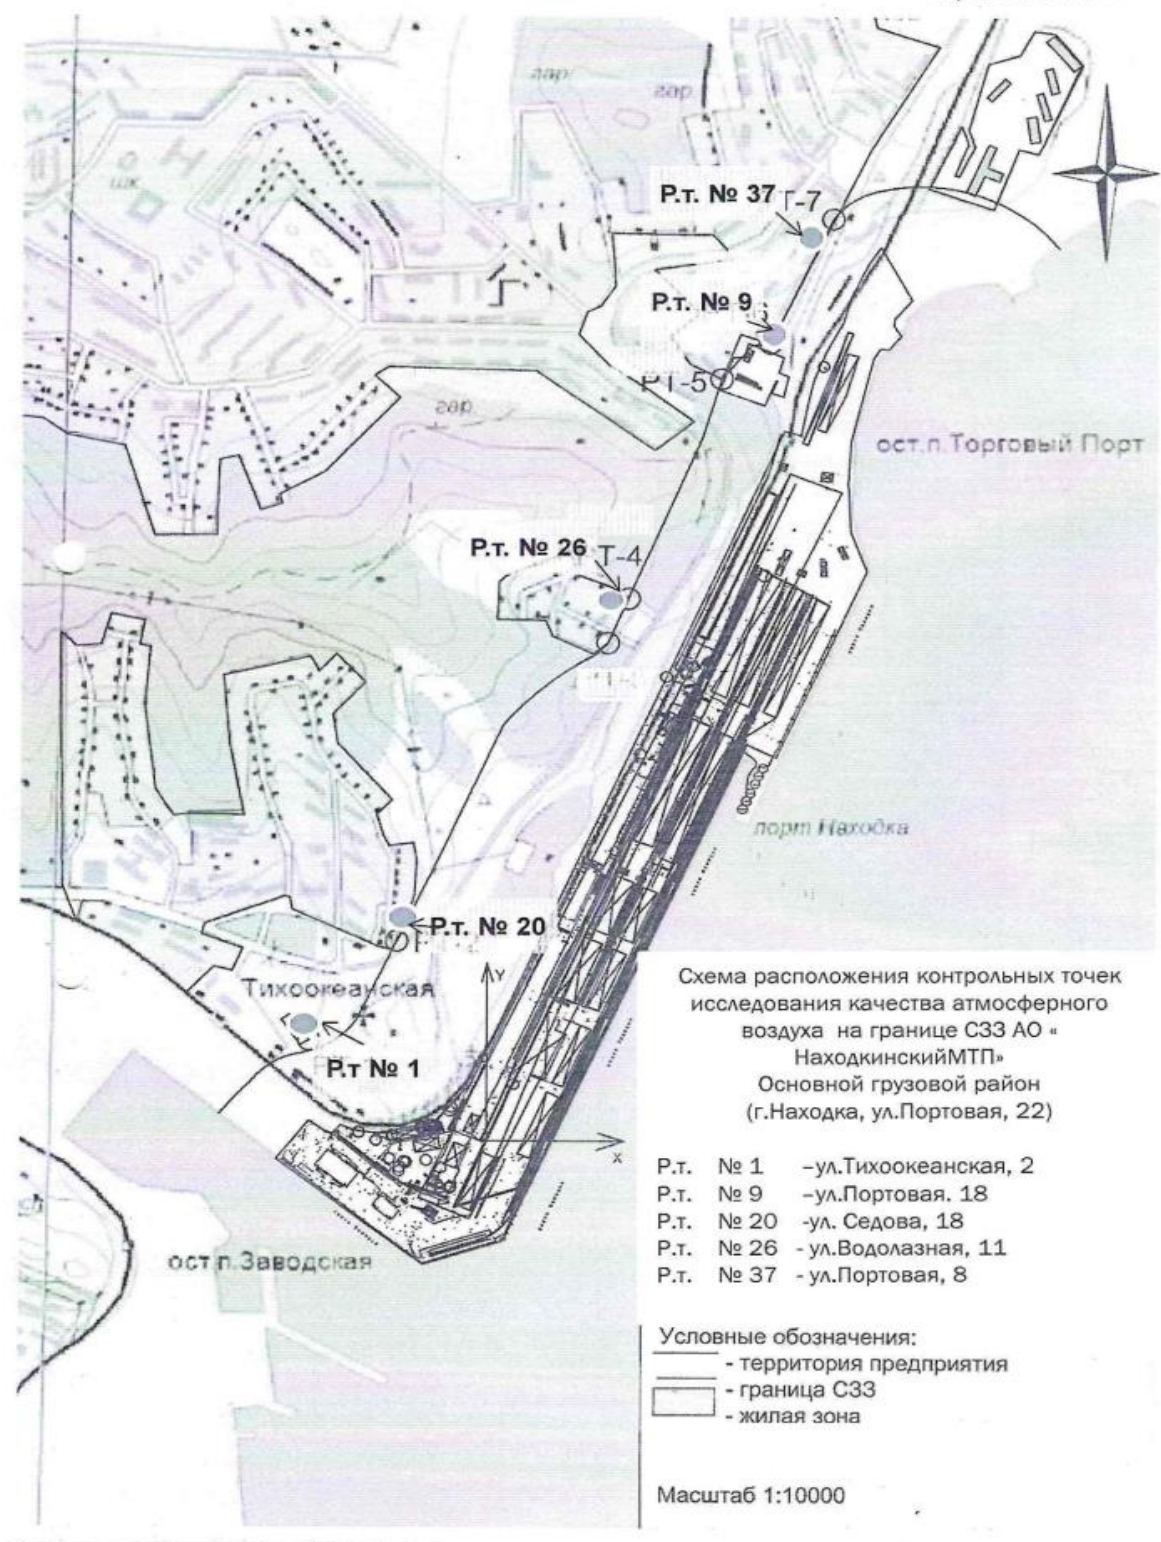 гар.
гар.
шк.
Р.т. № 37
Т-7
Р.т. № 9
РТ-5
гар.
ост.п.Торговый Порт
Р.т. № 26
Т-4
порт Находка
Р.т. № 20
Y
Тихоокеанская
Р.т № 1
X
ост.п.Заводская
Схема расположения контрольных точек
исследования качества атмосферного
воздуха на границе СЗЗ АО «
НаходкинскийМТП»
Основной грузовой район
(г.Находка, ул.Портовая, 22)
Р.т. № 1 –ул.Тихоокеанская, 2
Р.т. № 9 –ул.Портовая. 18
Р.т. № 20 -ул. Седова, 18
Р.т. № 26 - ул.Водолазная, 11
Р.т. № 37 - ул.Портовая, 8
Условные обозначения:
- территория предприятия
- граница СЗЗ
- жилая зона
Масштаб 1:10000